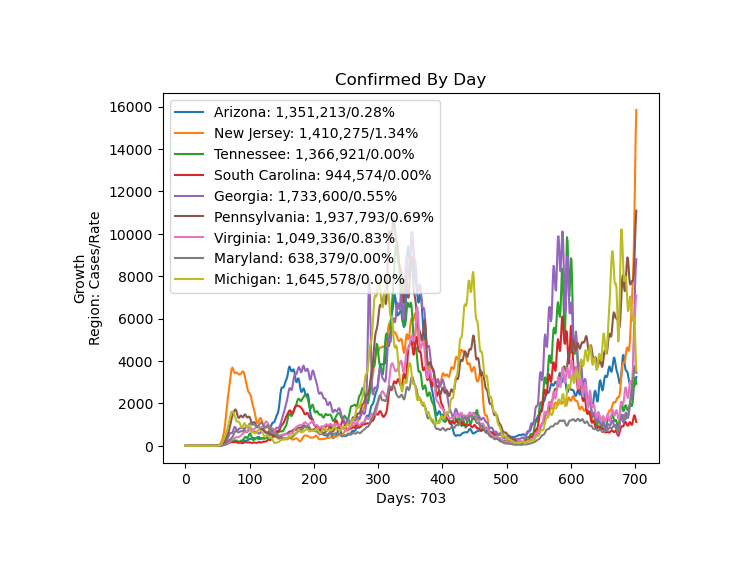 Confirmed By Day
16000
14000
12000
10000
8000
6000
4000
2000
0
Growth
Region: Cases/Rate
Arizona: 1,351,213/0.28%
New Jersey: 1,410,275/1.34%
Tennessee: 1,366,921/0.00%
South Carolina: 944,574/0.00%
Georgia: 1,733,600/0.55%
Pennsylvania: 1,937,793/0.69%
Virginia: 1,049,336/0.83%
Maryland: 638,379/0.00%
Michigan: 1,645,578/0.00%
0 100 200 300 400 500 600 700
Days: 703